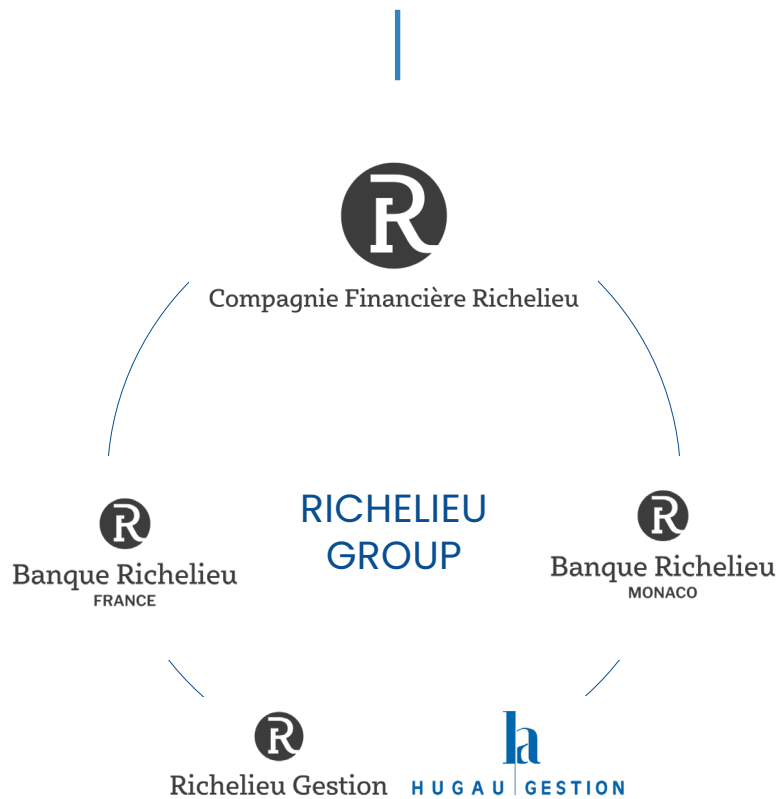 Compagnie Financière Richelieu
RICHELIEU
GROUP
Banque Richelieu
FRANCE
Banque Richelieu
MONACO
Richelieu Gestion
HUGAU GESTION